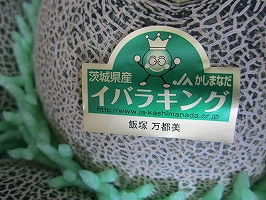 茨城県産 JAかしまなだ
イバラキング
http://www.ja-kashimanada.or.jp
飯塚 万都美